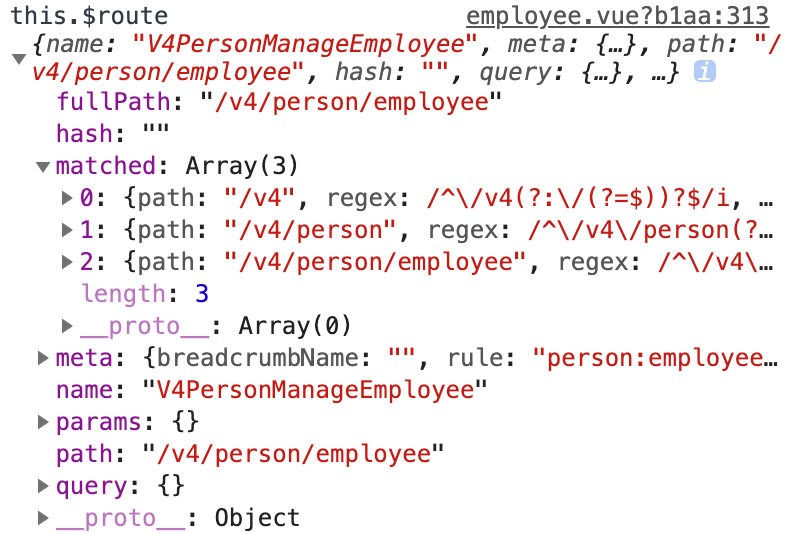 this.$route employee.vue?b1aa:313
{name: "V4PersonManageEmployee", meta: {…}, path: "/
v4/person/employee", hash: "", query: {…}, …} i
fullPath: "/v4/person/employee"
hash: ""
matched: Array(3)
0: {path: "/v4", regex: /^\/v4(?:\/(?=$))?$/i, …
1: {path: "/v4/person", regex: /^\/v4\/person(?…
2: {path: "/v4/person/employee", regex: /^\/v4\…
length: 3
__proto__: Array(0)
meta: {breadcrumbName: "", rule: "person:employee…
name: "V4PersonManageEmployee"
params: {}
path: "/v4/person/employee"
query: {}
__proto__: Object